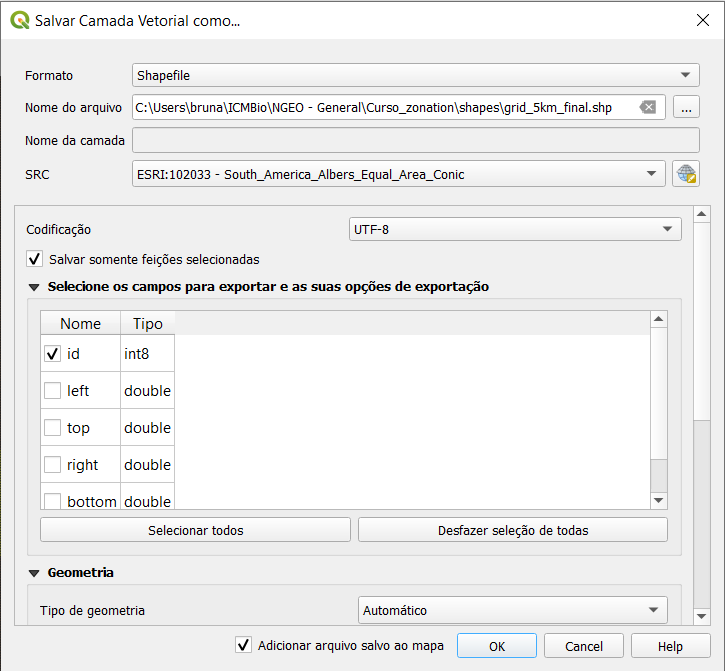 Salvar Camada Vetorial como...
Formato Shapefile
Nome do arquivo C:\Users\bruna\ICMBio\NGEO - General\Curso_zonation\shapes\grid_5km_final.shp ...
Nome da camada
SRC ESRI:102033 - South_America_Albers_Equal_Area_Conic
Codificação UTF-8
Salvar somente feições selecionadas
Selecione os campos para exportar e as suas opções de exportação
Nome Tipo
id int8
left double
top double
right double
bottom double
Selecionar todos Desfazer seleção de todas
Geometria
Tipo de geometria Automático
Adicionar arquivo salvo ao mapa OK Cancel Help